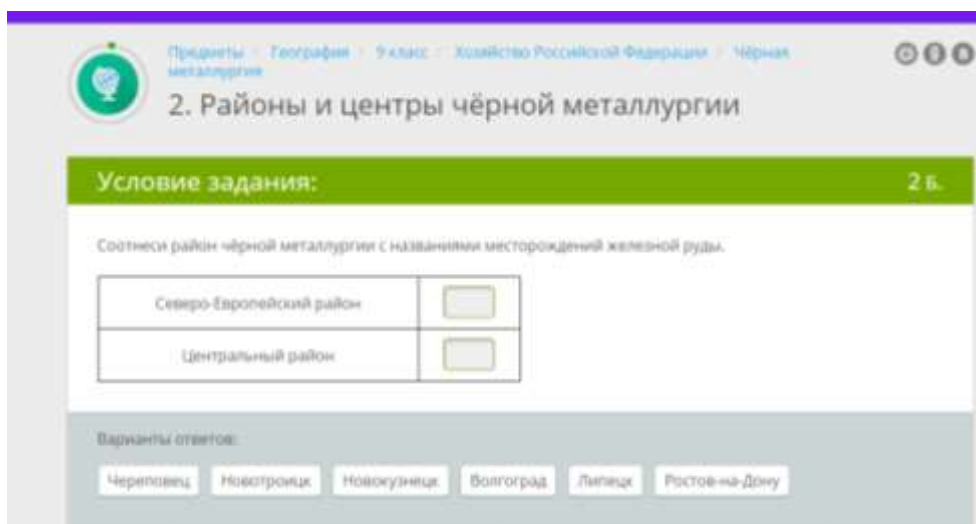 Предметы География 9 класс Хозяйство Российской Федерации Чёрная
металлургия
2. Районы и центры чёрной металлургии
Условие задания: 2 Б.
Соотнеси район чёрной металлургии с названиями месторождений железной руды.
Северо-Европейский район
Центральный район
Варианты ответов:
Череповец Новотроицк Новокузнецк Волгоград Липецк Ростов-на-Дону